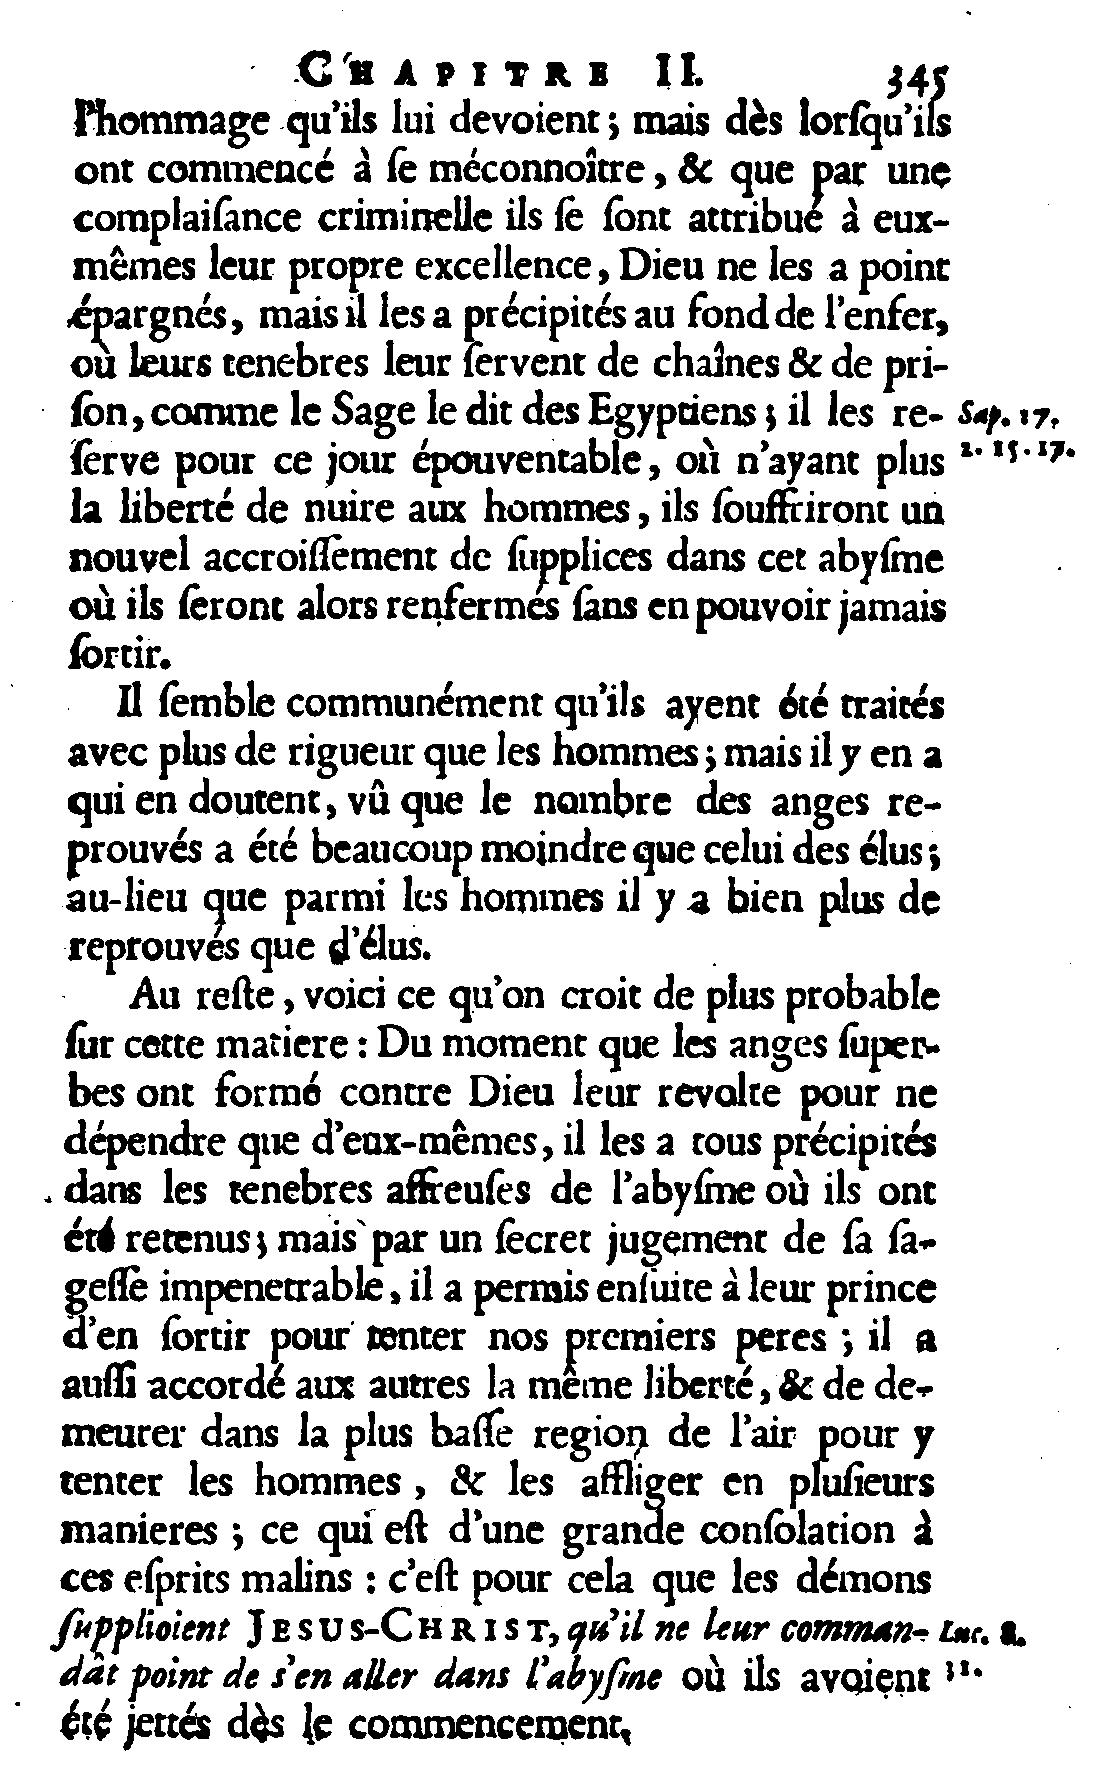 CHAPITRE II. 345
l'hommage qu'ils lui devoient ; mais dès lorſqu'ils
ont commencé à ſe méconnoître, & que par une
complaiſance criminelle ils ſe ſont attribué à eux-
mêmes leur propre excellence, Dieu ne les a point
épargnés, mais il les a précipités au fond de l'enfer,
où leurs tenebres leur ſervent de chaînes & de pri-
ſon, comme le Sage le dit des Egyptiens ; il les re- Sap. 17.
ſerve pour ce jour épouventable, où n'ayant plus 2. 15. 17.
la liberté de nuire aux hommes, ils ſouffriront un
nouvel accroiſſement de ſupplices dans cet abyſme
où ils ſeront alors renfermés ſans en pouvoir jamais
ſortir.
Il ſemble communément qu'ils ayent été traités
avec plus de rigueur que les hommes ; mais il y en a
qui en doutent, vû que le nombre des anges re-
prouvés a été beaucoup moindre que celui des élus ;
au-lieu que parmi les hommes il y a bien plus de
reprouvés que d'élus.
Au reſte, voici ce qu'on croit de plus probable
ſur cette matiere : Du moment que les anges ſuper-
bes ont formé contre Dieu leur revolte pour ne
dépendre que d'eux-mêmes, il les a tous précipités
dans les tenebres affreuſes de l'abyſme où ils ont
été retenus ; mais par un ſecret jugement de ſa ſa-
geſſe impenetrable, il a permis enſuite à leur prince
d'en ſortir pour tenter nos premiers peres ; il a
auſſi accordé aux autres la même liberté, & de de-
meurer dans la plus baſſe region de l'air pour y
tenter les hommes, & les affliger en pluſieurs
manieres ; ce qui eſt d'une grande conſolation à
ces eſprits malins : c'eſt pour cela que les démons
ſupplioient JESUS-CHRIST, qu'il ne leur comman- Luc. 8.
dât point de s'en aller dans l'abyſme où ils avoient 31.
été jettés dès le commencement.